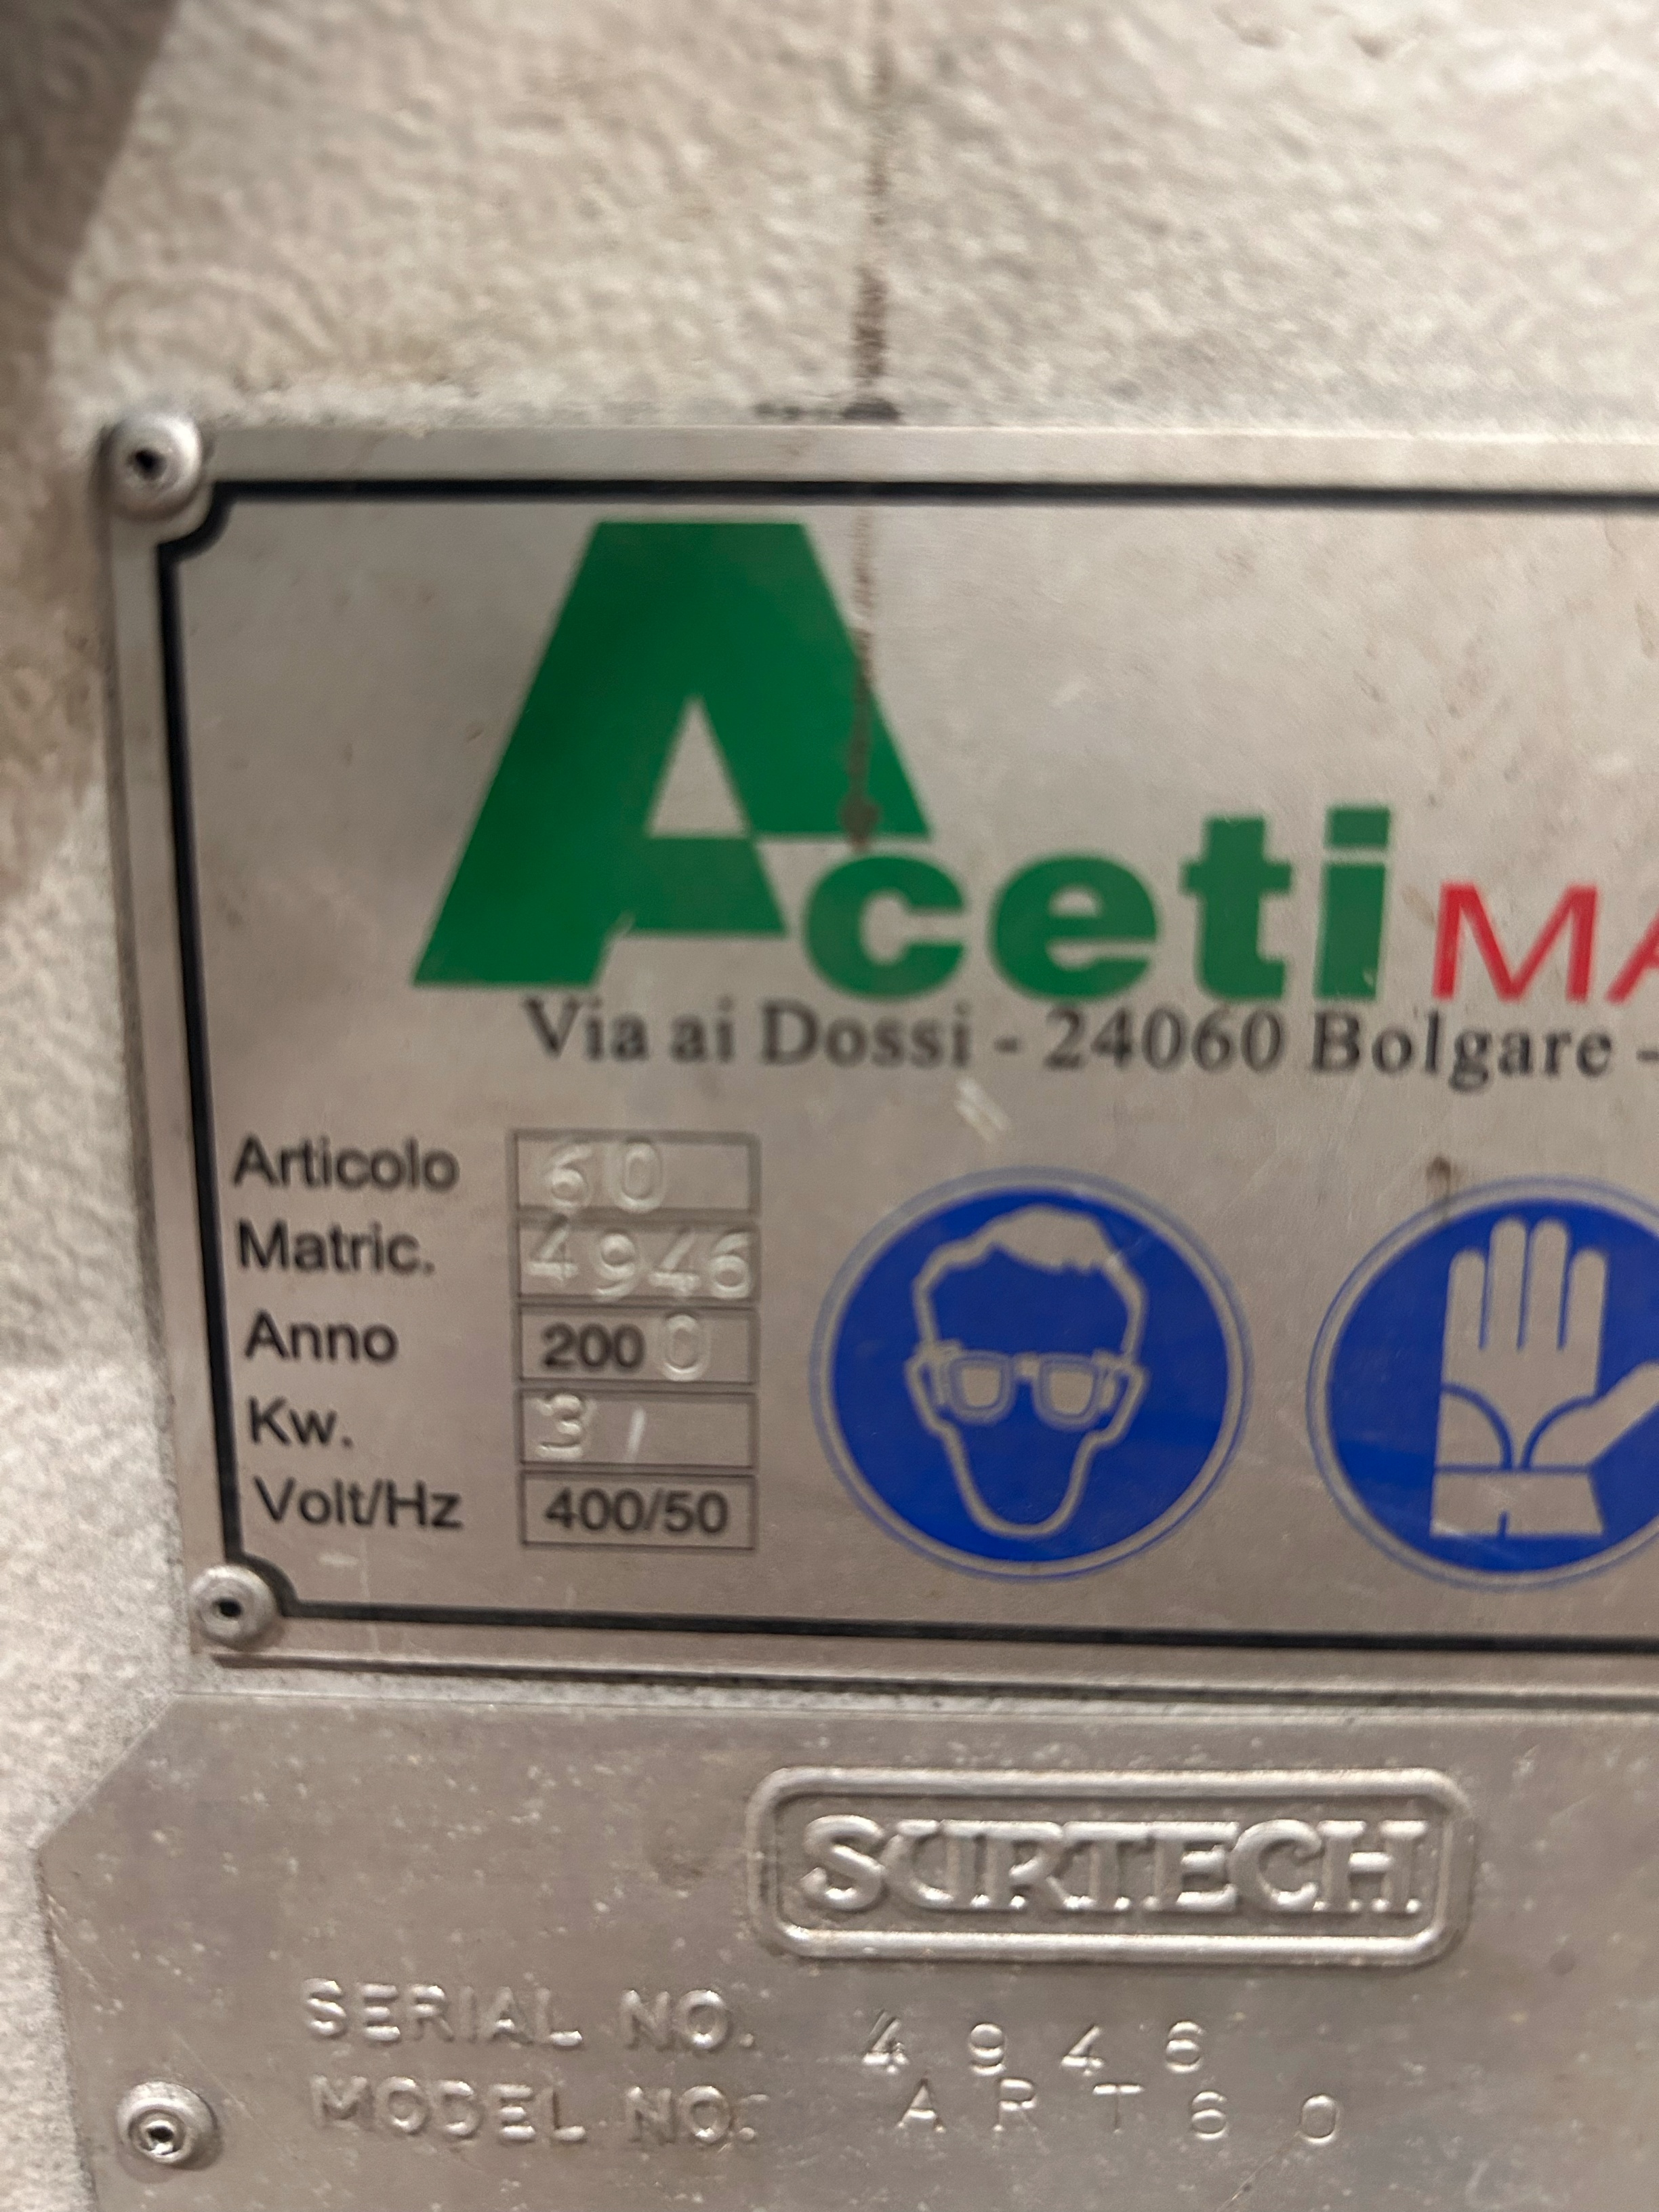 Aceti MA
Via ai Dossi - 24060 Bolgare -
Articolo 60
Matric. 4946
Anno 2000
Kw. 3
Volt/Hz 400/50
SURTECH
SERIAL NO. 4946
MODEL NO. ART60